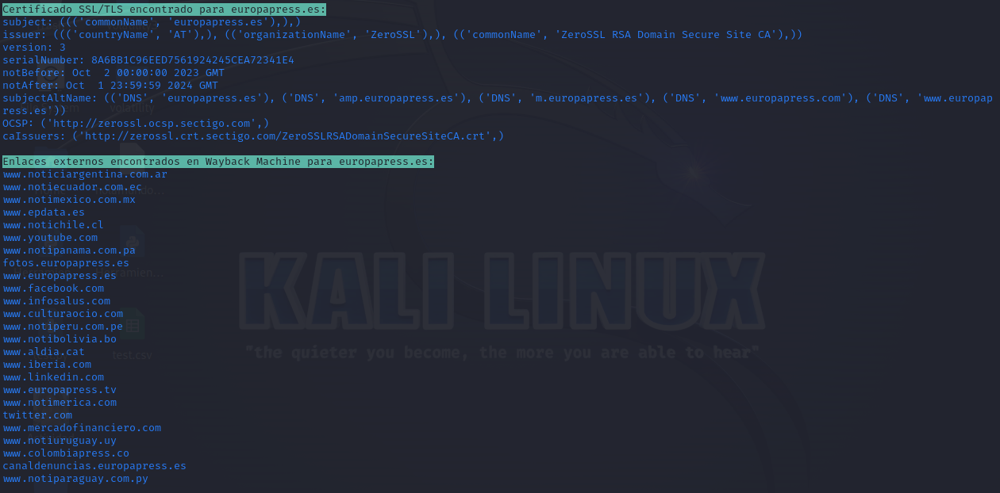 Certificado SSL/TLS encontrado para europapress.es:
subject: ((('commonName', 'europapress.es'),),)
issuer: ((('countryName', 'AT'),), (('organizationName', 'ZeroSSL'),), (('commonName', 'ZeroSSL RSA Domain Secure Site CA'),))
version: 3
serialNumber: 8A6BB1C96EED7561924245CEA72341E4
notBefore: Oct  2 00:00:00 2023 GMT
notAfter: Oct  1 23:59:59 2024 GMT
subjectAltName: (('DNS', 'europapress.es'), ('DNS', 'amp.europapress.es'), ('DNS', 'm.europapress.es'), ('DNS', 'www.europapress.com'), ('DNS', 'www.europap
ress.es'))
OCSP: ('http://zerossl.ocsp.sectigo.com',)
caIssuers: ('http://zerossl.crt.sectigo.com/ZeroSSLRSADomainSecureSiteCA.crt',)
Enlaces externos encontrados en Wayback Machine para europapress.es:
www.noticiargentina.com.ar
www.notiecuador.com.ec
www.notimexico.com.mx
www.epdata.es
www.notichile.cl
www.youtube.com
www.notipanama.com.pa
fotos.europapress.es
www.europapress.es
www.facebook.com
www.infosalus.com
www.culturaocio.com
www.notiperu.com.pe
www.notibolivia.bo
www.aldia.cat
www.iberia.com
www.linkedin.com
www.europapress.tv
www.notimerica.com
twitter.com
www.mercadofinanciero.com
www.notiuruguay.uy
www.colombiapress.co
canaldenuncias.europapress.es
www.notiparaguay.com.py
KALI LINUX
"the quieter you become, the more you are able to hear"
test.csv